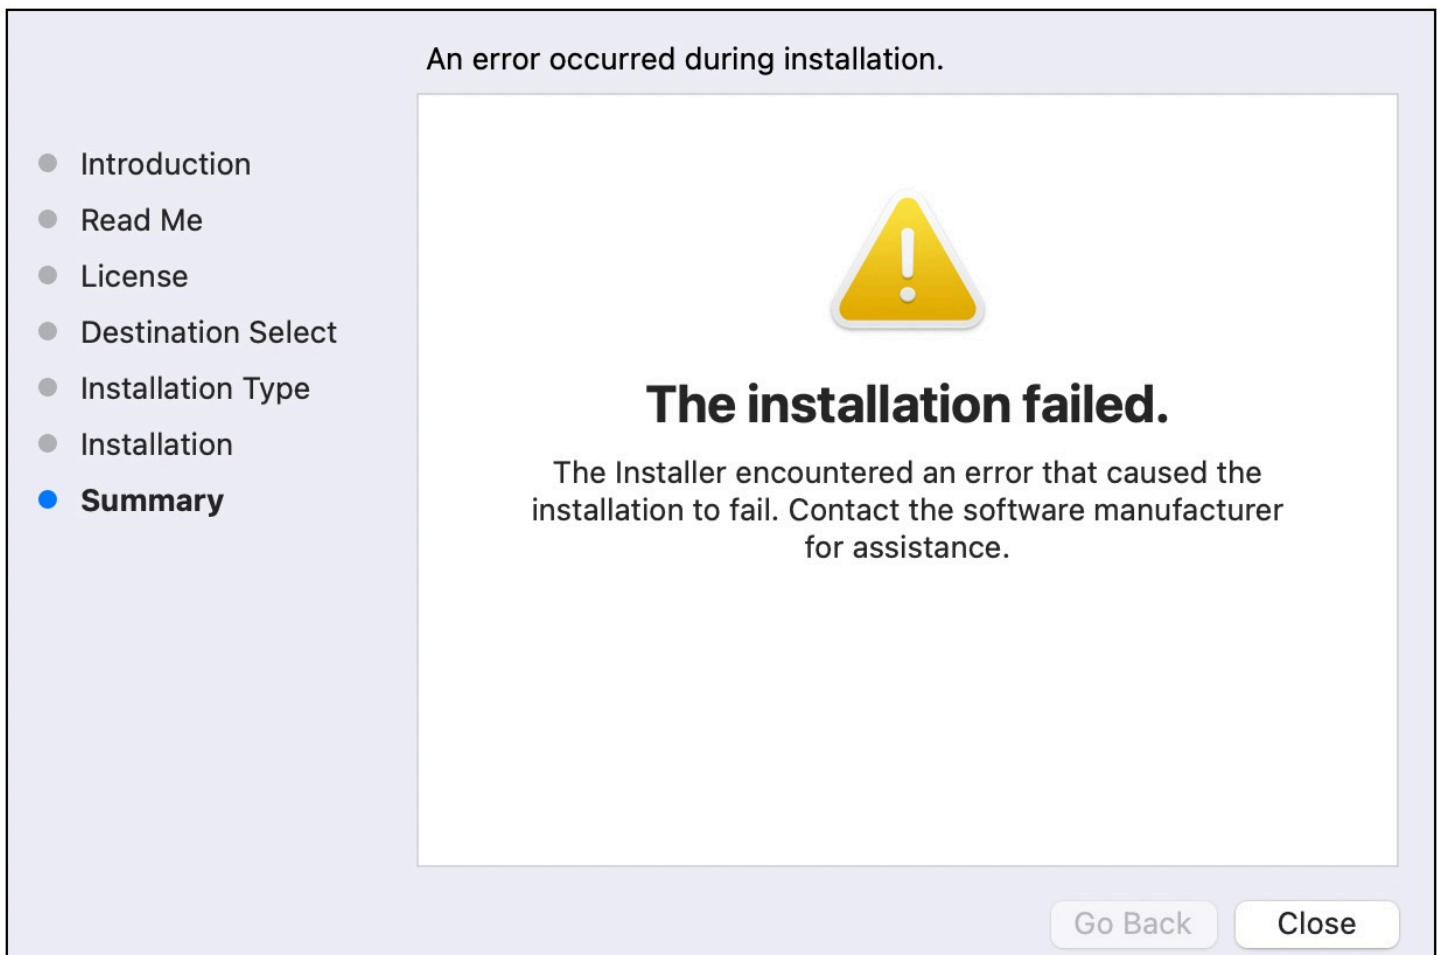 An error occurred during installation.
Introduction
Read Me
License
Destination Select
Installation Type
Installation
Summary
The installation failed.
The Installer encountered an error that caused the
installation to fail. Contact the software manufacturer
for assistance.
Go Back
Close